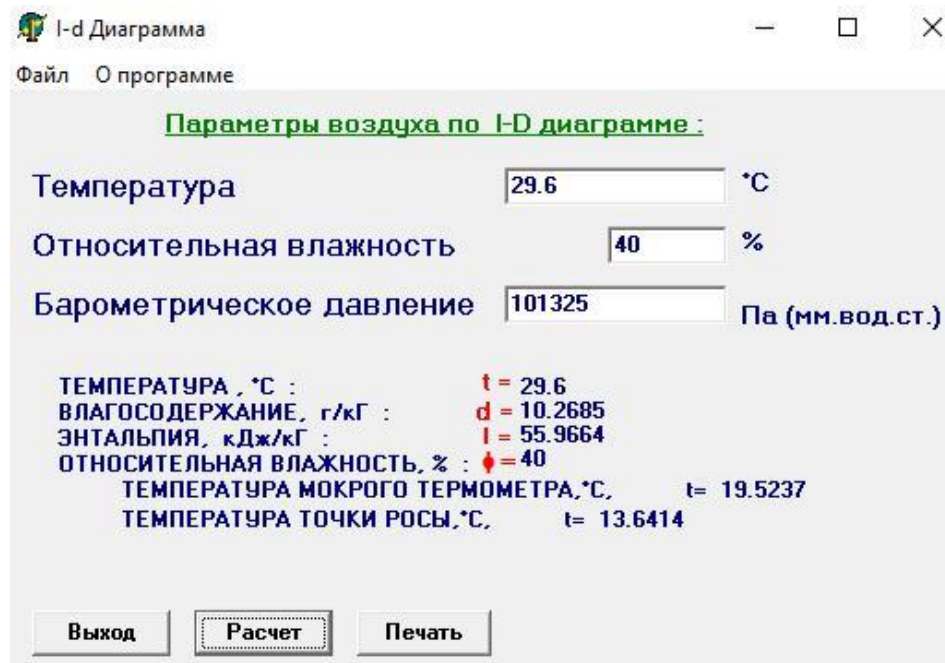 I-d Диаграмма
Файл О программе
Параметры воздуха по I-D диаграмме :
Температура 29.6 °C
Относительная влажность 40 %
Барометрическое давление 101325 Па (мм.вод.ст.)
ТЕМПЕРАТУРА , °C : t = 29.6
ВЛАГОСОДЕРЖАНИЕ, г/кГ : d = 10.2685
ЭНТАЛЬПИЯ, кДж/кГ : I = 55.9664
ОТНОСИТЕЛЬНАЯ ВЛАЖНОСТЬ, % : ϕ = 40
ТЕМПЕРАТУРА МОКРОГО ТЕРМОМЕТРА,°C, t= 19.5237
ТЕМПЕРАТУРА ТОЧКИ РОСЫ,°C, t= 13.6414
Выход Расчет Печать